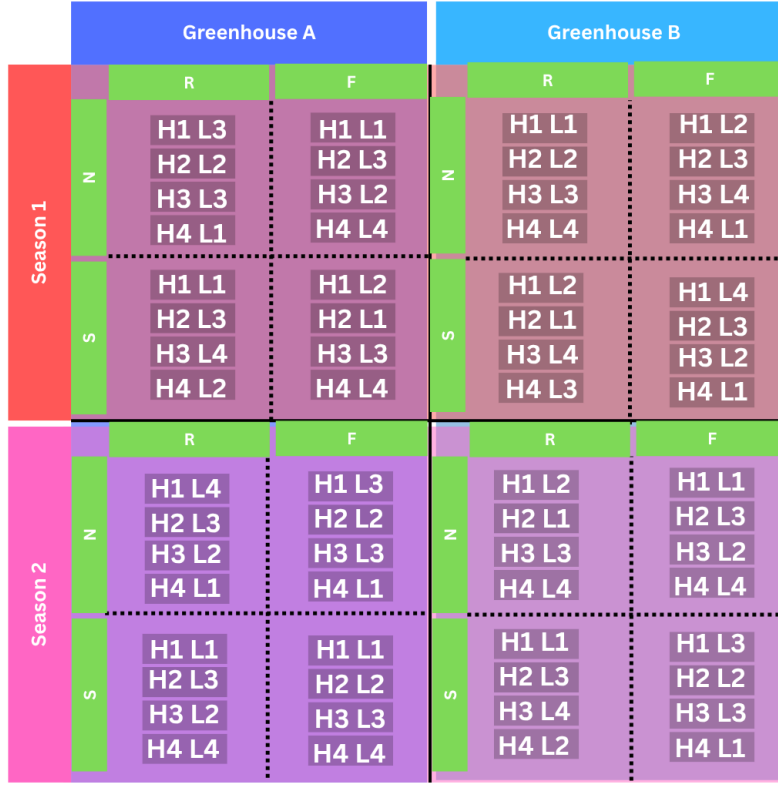 Greenhouse A
Greenhouse B
Season 1
R
F
R
F
N
H1 L3
H2 L2
H3 L3
H4 L1
H1 L1
H2 L3
H3 L2
H4 L4
N
H1 L1
H2 L2
H3 L3
H4 L4
H1 L2
H2 L3
H3 L4
H4 L1
S
H1 L1
H2 L3
H3 L4
H4 L2
H1 L2
H2 L1
H3 L3
H4 L4
S
H1 L2
H2 L1
H3 L4
H4 L3
H1 L4
H2 L3
H3 L2
H4 L1
Season 2
R
F
R
F
N
H1 L4
H2 L3
H3 L2
H4 L1
H1 L3
H2 L2
H3 L3
H4 L1
N
H1 L2
H2 L1
H3 L3
H4 L4
H1 L1
H2 L3
H3 L2
H4 L4
S
H1 L1
H2 L3
H3 L2
H4 L4
H1 L1
H2 L2
H3 L3
H4 L4
S
H1 L1
H2 L3
H3 L4
H4 L2
H1 L3
H2 L2
H3 L3
H4 L1